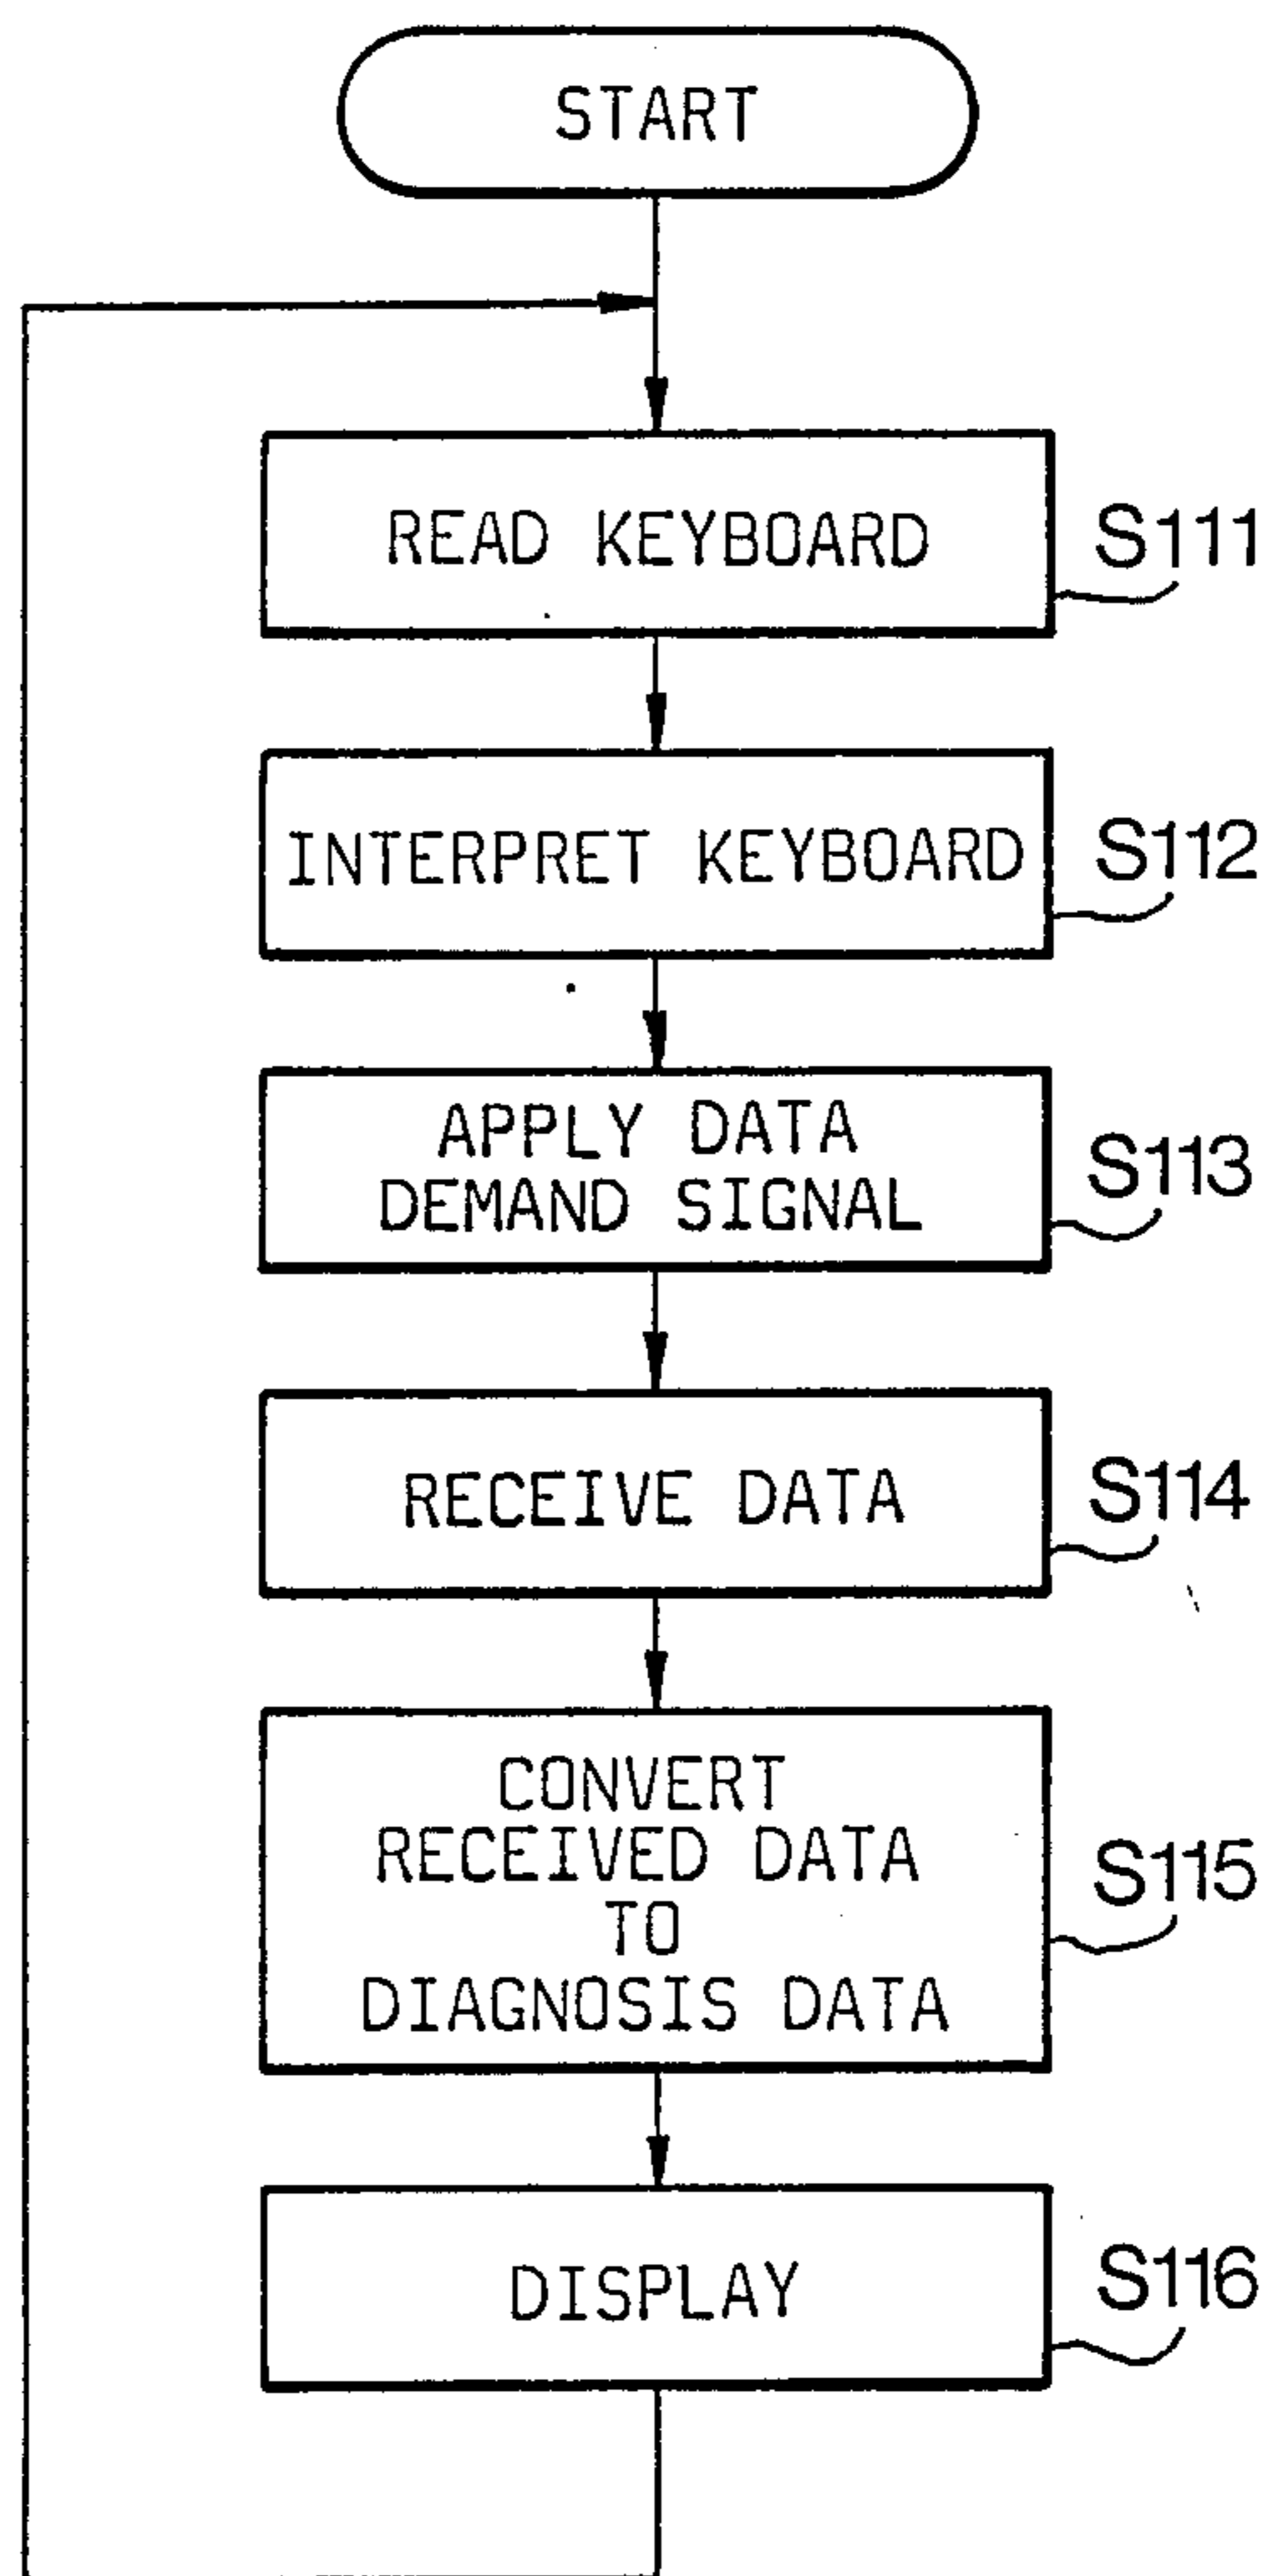 START
READ KEYBOARD
S111
INTERPRET KEYBOARD
S112
APPLY DATA
DEMAND SIGNAL
S113
RECEIVE DATA
S114
CONVERT
RECEIVED DATA
TO
DIAGNOSIS DATA
S115
DISPLAY
S116